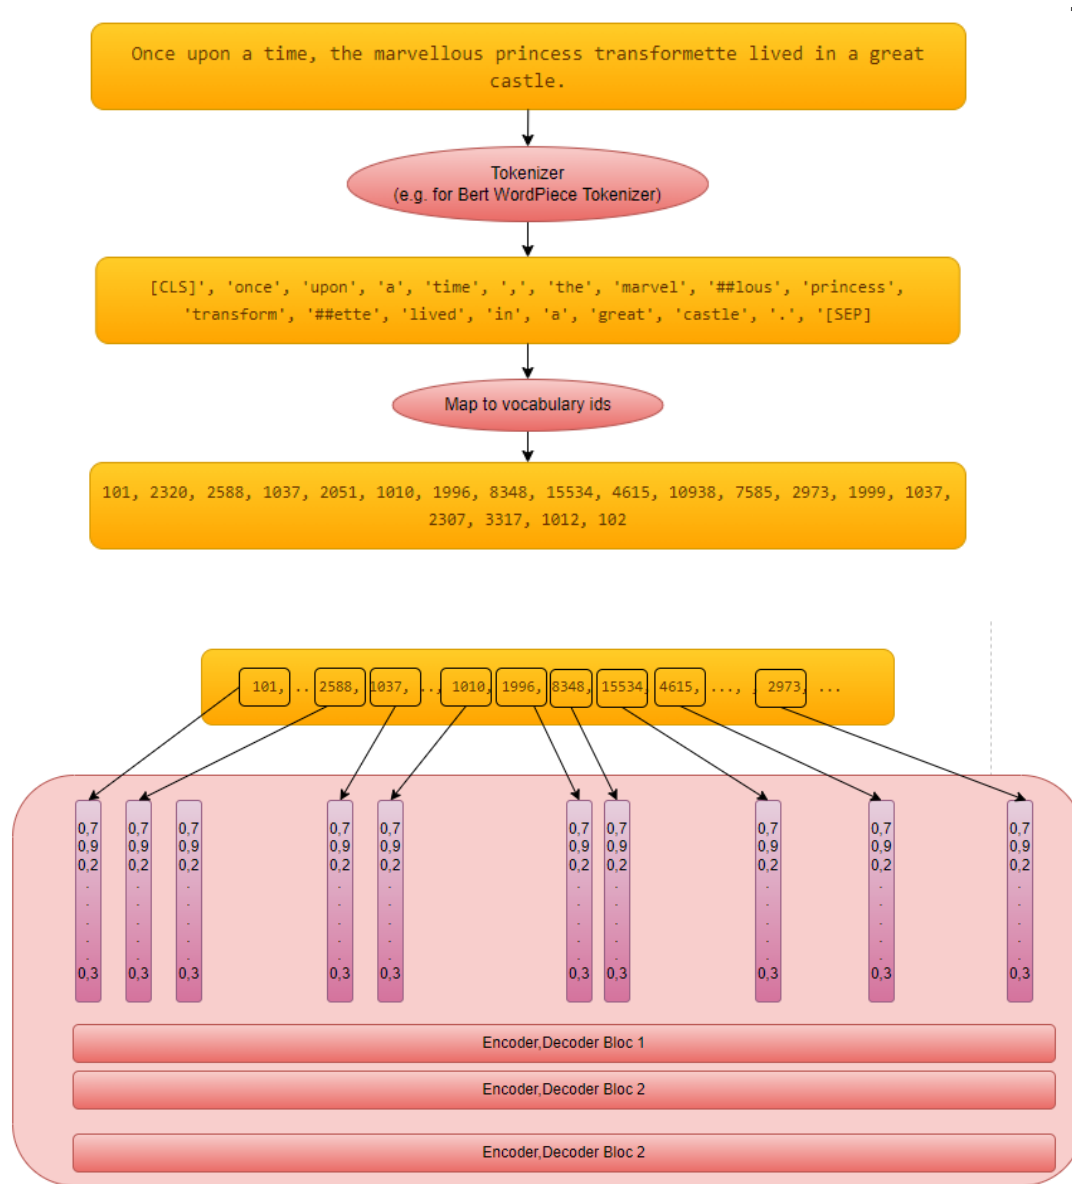 Once upon a time, the marvellous princess transformette lived in a great
castle.
Tokenizer
(e.g. for Bert WordPiece Tokenizer)
[CLS]', 'once', 'upon', 'a', 'time', ',', 'the', 'marvel', '##lous', 'princess',
'transform', '##ette', 'lived', 'in', 'a', 'great', 'castle', '.', '[SEP]
Map to vocabulary ids
101, 2320, 2588, 1037, 2051, 1010, 1996, 8348, 15534, 4615, 10938, 7585, 2973, 1999, 1037,
2307, 3317, 1012, 102
101, .. 2588, 1037, .., 1010, 1996, 8348, 15534, 4615, ..., , 2973, ...
0,7 0,7 0,7 0,7 0,7 0,7 0,7 0,7 0,7 0,7
0,9 0,9 0,9 0,9 0,9 0,9 0,9 0,9 0,9 0,9
0,2 0,2 0,2 0,2 0,2 0,2 0,2 0,2 0,2 0,2
. . . . . . . . . .
. . . . . . . . . .
. . . . . . . . . .
. . . . . . . . . .
. . . . . . . . . .
0,3 0,3 0,3 0,3 0,3 0,3 0,3 0,3 0,3 0,3
Encoder,Decoder Bloc 1
Encoder,Decoder Bloc 2
Encoder,Decoder Bloc 2